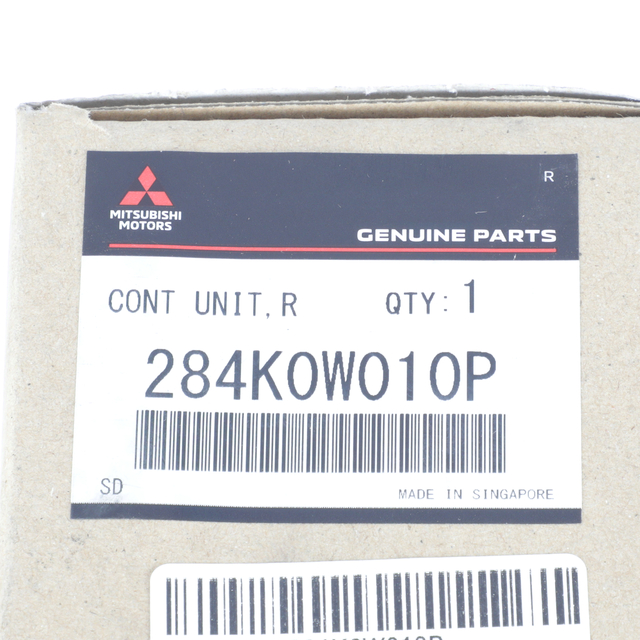 R
MITSUBISHI
MOTORS
GENUINE PARTS
CONT UNIT,R QTY: 1
284K0W010P
SD
MADE IN SINGAPORE